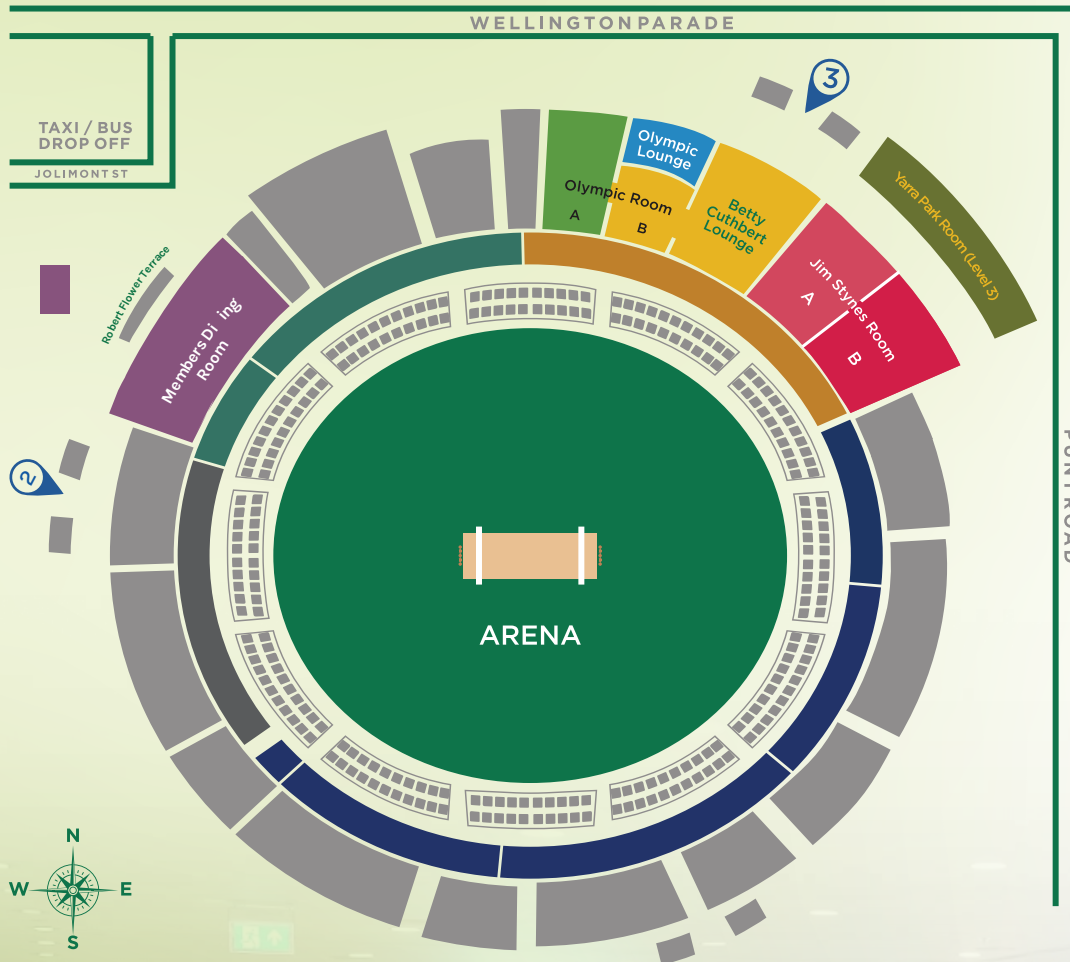 WELLINGTON PARADE
3
TAXI / BUS
DROP OFF
JOLIMONT ST
Olympic
Lounge
Olympic Room
A
B
Betty
Cuthbert
Lounge
Yarra Park Room (Level 3)
Jim Stynes Room
A
B
Robert Flower Terrace
Members Di ing
Room
2
PUNT ROAD
ARENA
N
W
E
S